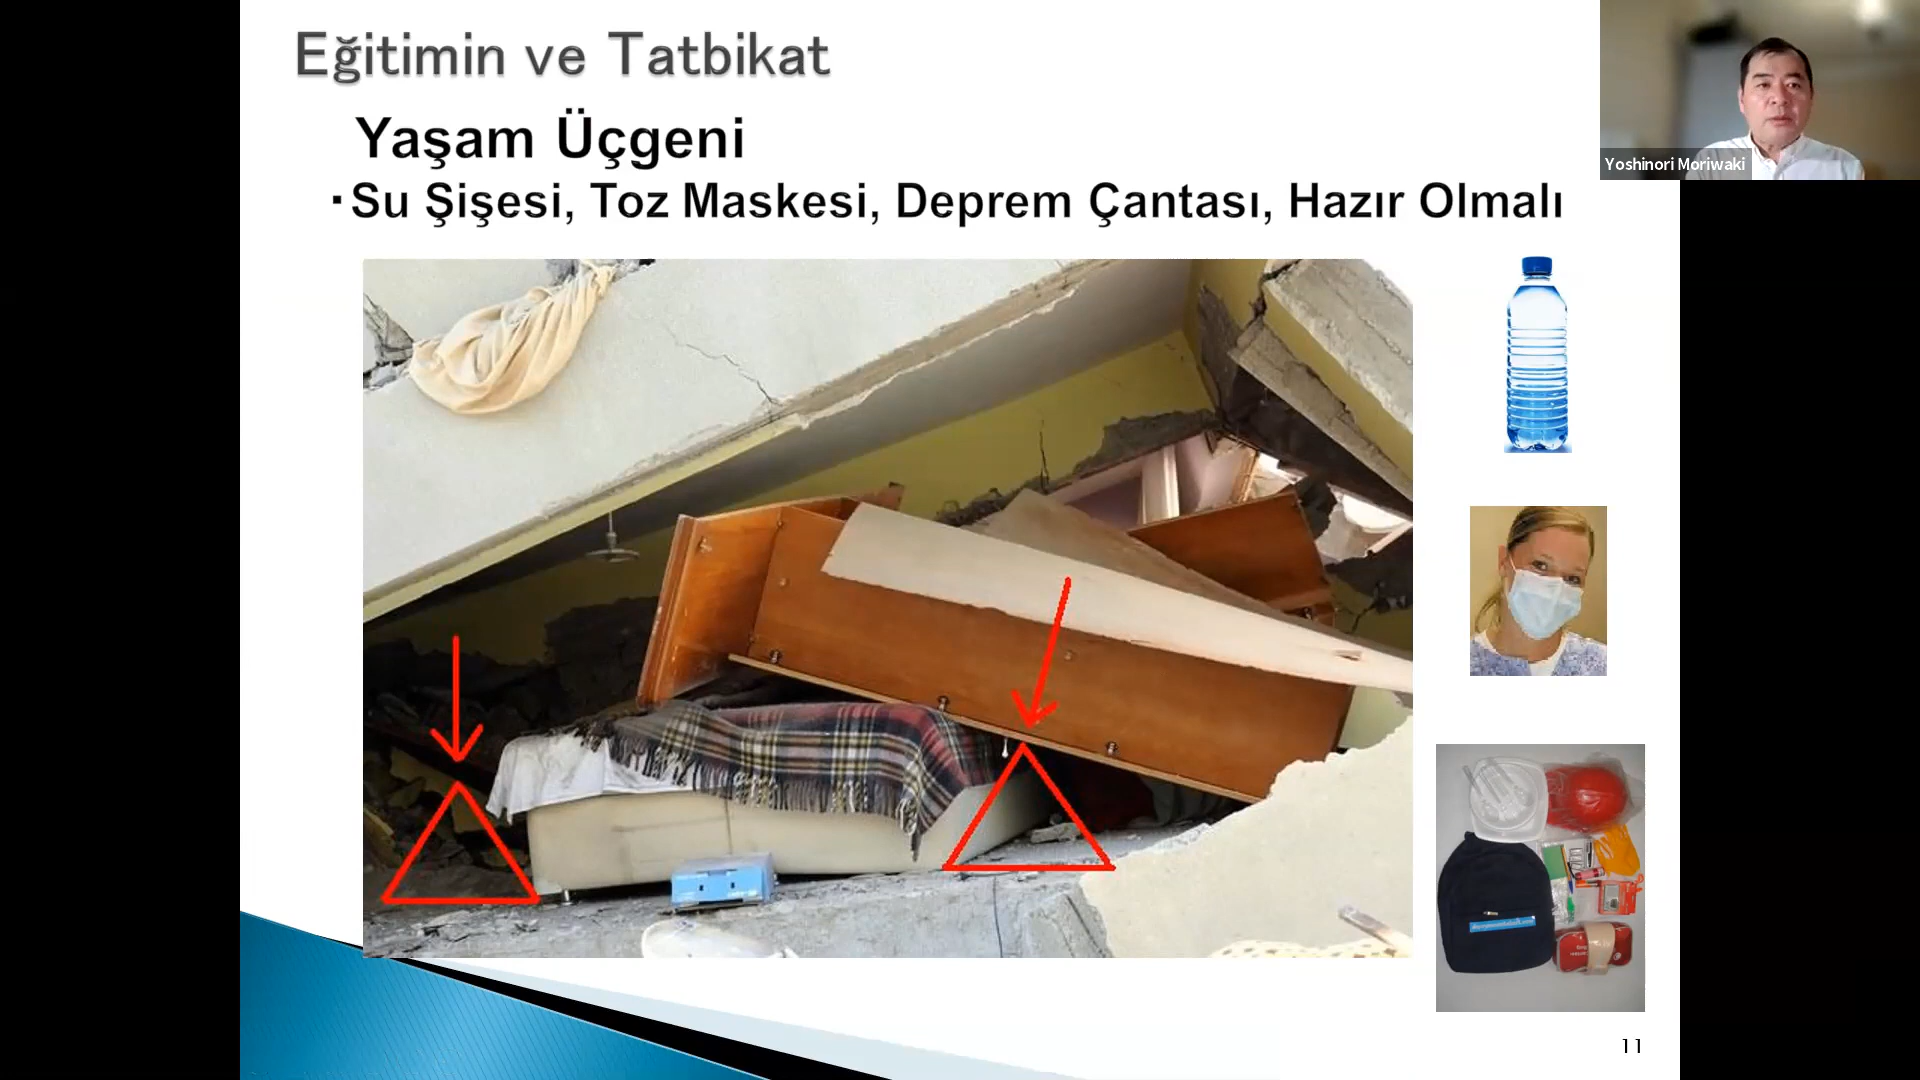 Eğitimin ve Tatbikat
Yaşam Üçgeni
・Su Şişesi, Toz Maskesi, Deprem Çantası, Hazır Olmalı
Yoshinori Moriwaki
11